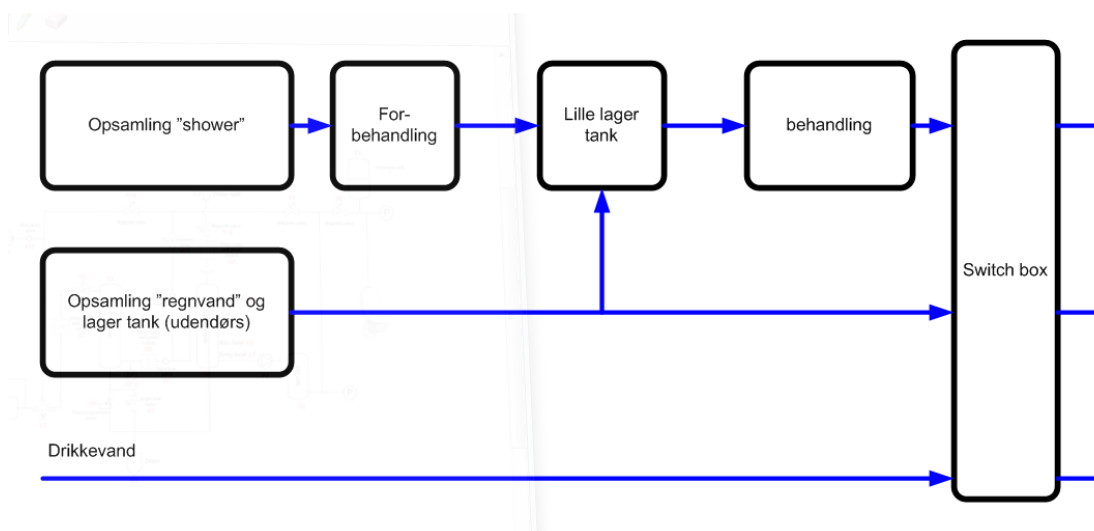 Opsamling ”shower”
For-
behandling
Lille lager
tank
behandling
Switch box
Opsamling ”regnvand” og
lager tank (udendørs)
Drikkevand